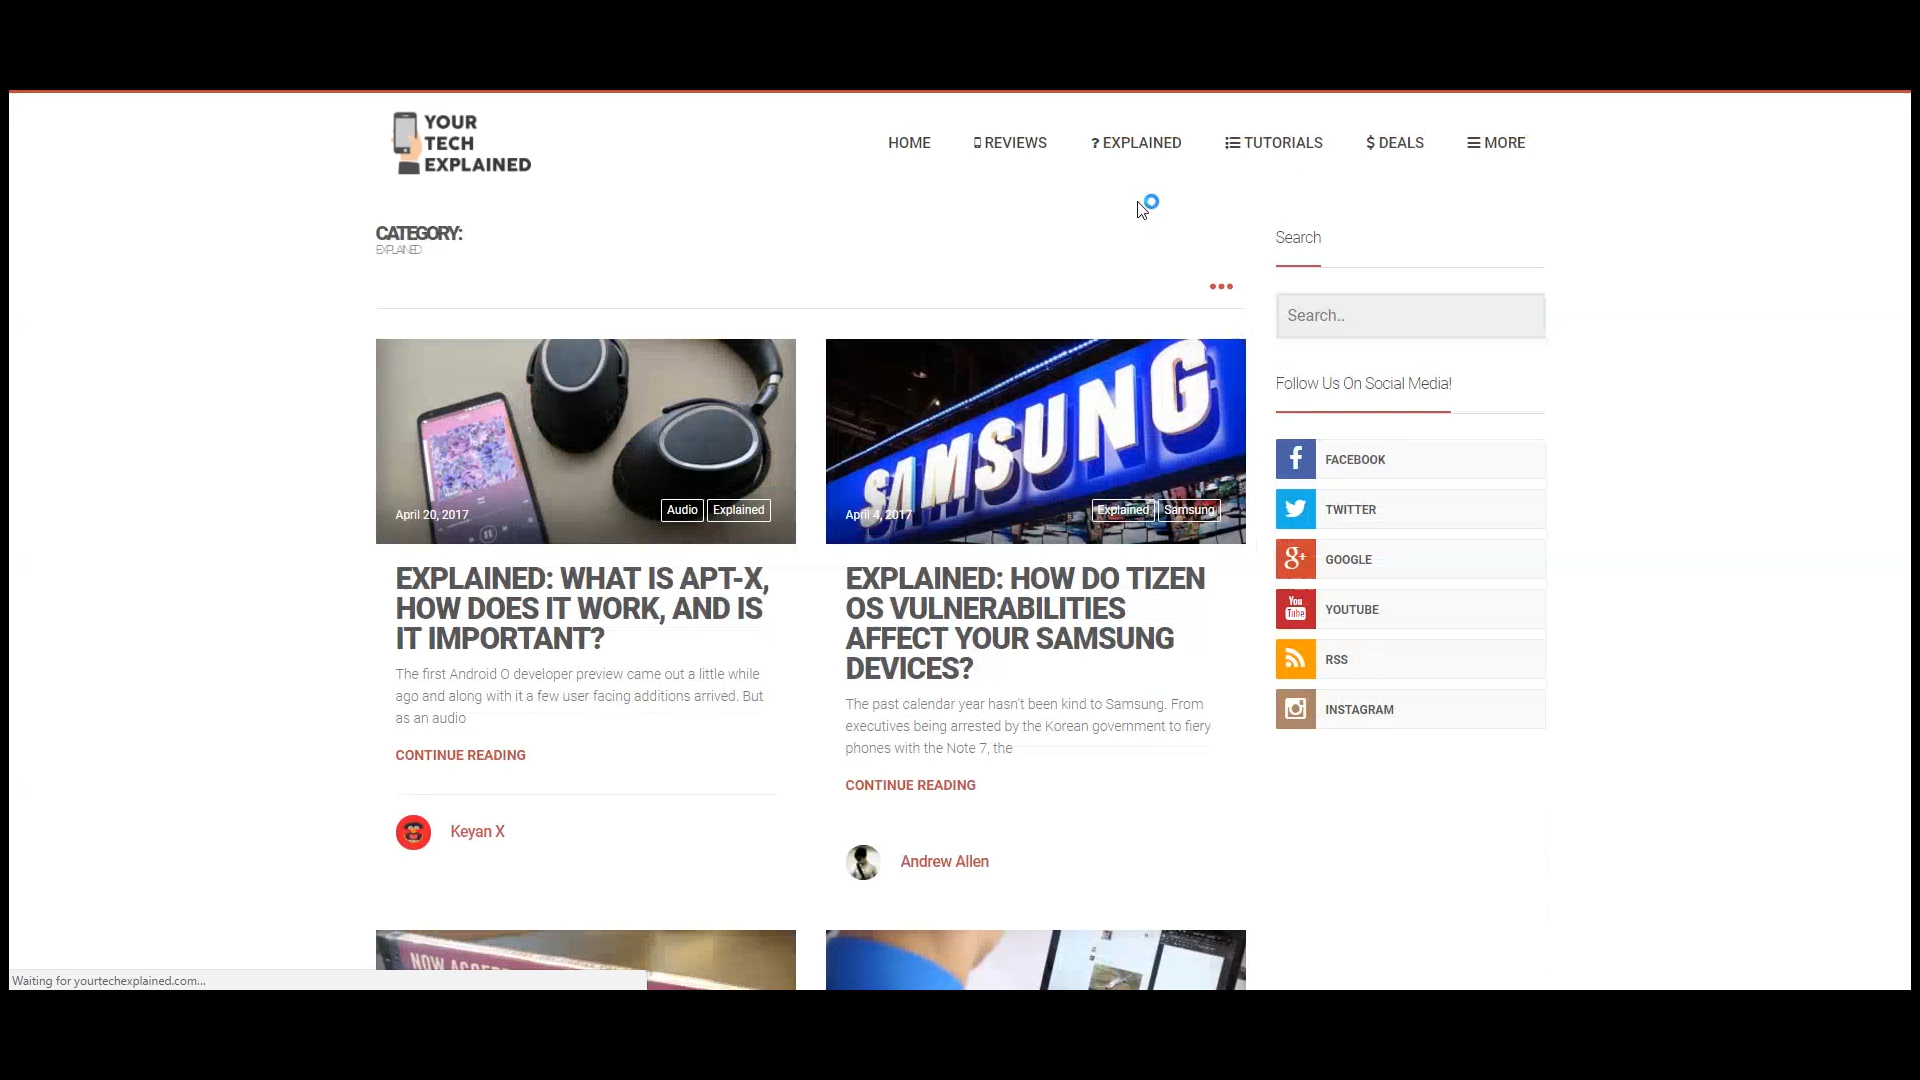 YOUR
TECH
EXPLAINED
HOME
REVIEWS
? EXPLAINED
TUTORIALS
$ DEALS
MORE
CATEGORY:
EXPLAINED
Search
Search..
Follow Us On Social Media!
FACEBOOK
TWITTER
g+ GOOGLE
You
Tube
YOUTUBE
RSS
INSTAGRAM
April 20, 2017
Audio
Explained
EXPLAINED: WHAT IS APT-X,
HOW DOES IT WORK, AND IS
IT IMPORTANT?
The first Android O developer preview came out a little while
ago and along with it a few user facing additions arrived. But
as an audio
CONTINUE READING
Keyan X
SAMSUNG
April 4, 2017
Explained
Samsung
EXPLAINED: HOW DO TIZEN
OS VULNERABILITIES
AFFECT YOUR SAMSUNG
DEVICES?
The past calendar year hasn't been kind to Samsung. From
executives being arrested by the Korean government to fiery
phones with the Note 7, the
CONTINUE READING
Andrew Allen
NOW
Waiting for yourtechexplained.com...